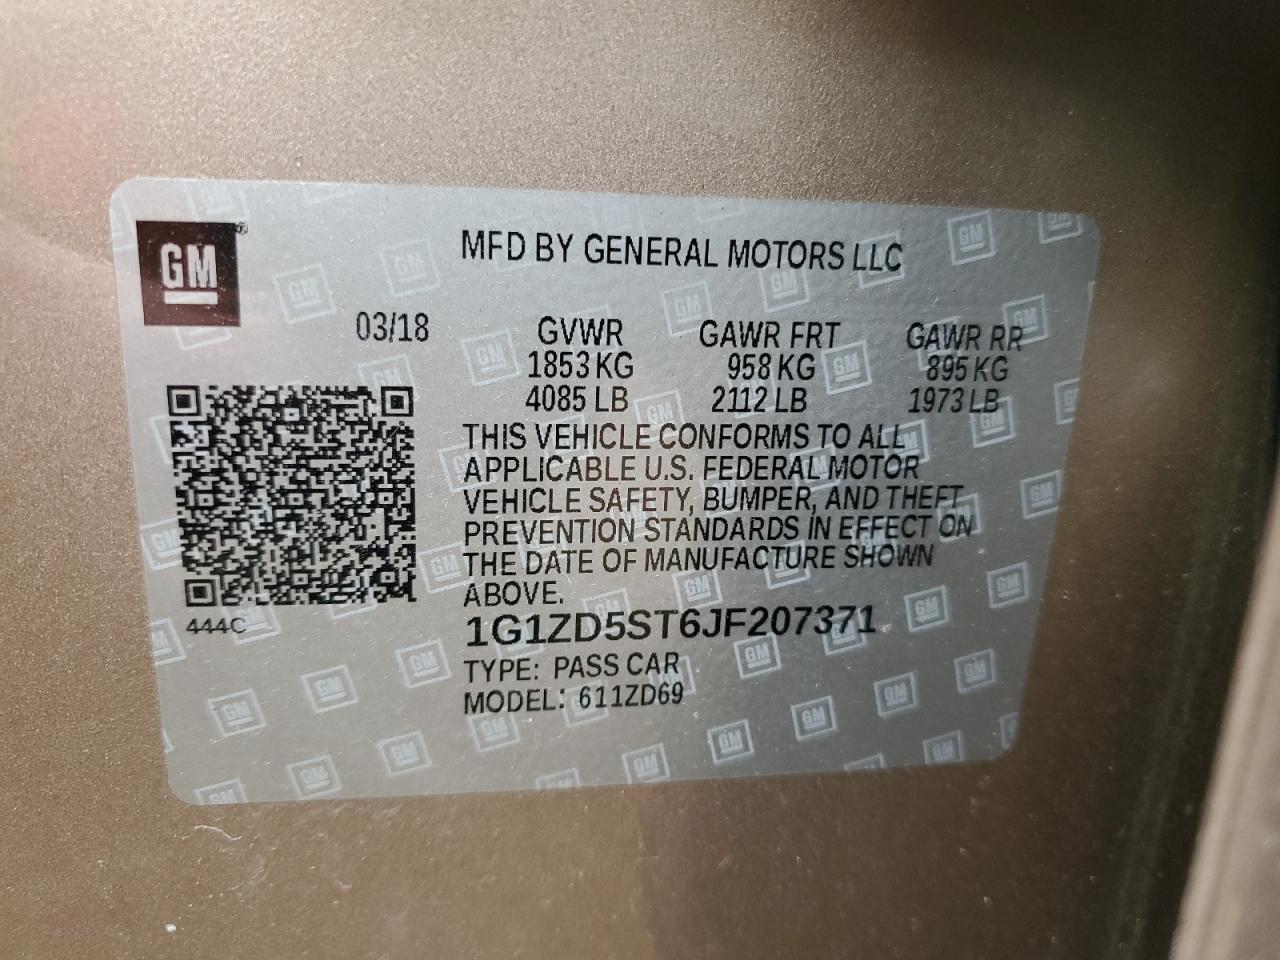 GM
MFD BY GENERAL MOTORS LLC
03/18 GVWR GAWR FRT GAWR RR
1853 KG 958 KG 895 KG
4085 LB 2112 LB 1973 LB
THIS VEHICLE CONFORMS TO ALL
APPLICABLE U.S. FEDERAL MOTOR
VEHICLE SAFETY, BUMPER, AND THEFT
PREVENTION STANDARDS IN EFFECT ON
THE DATE OF MANUFACTURE SHOWN
ABOVE.
444C
1G1ZD5ST6JF207371
TYPE: PASS CAR
MODEL: 611ZD69